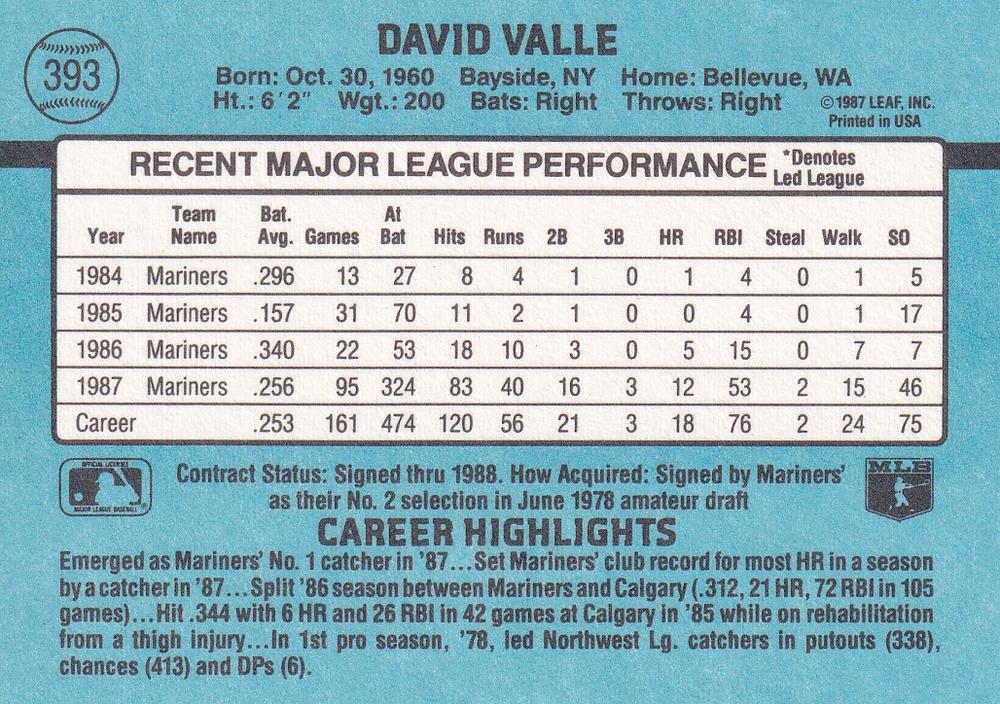 393
DAVID VALLE
Born: Oct. 30, 1960 Bayside, NY Home: Bellevue, WA
Ht.: 6´2" Wgt.: 200 Bats: Right Throws: Right
©1987 LEAF, INC.
Printed in USA
RECENT MAJOR LEAGUE PERFORMANCE *Denotes Led League
Year Team Name Bat. Avg. Games At Bat Hits Runs 2B 3B HR RBI Steal Walk SO
1984 Mariners .296 13 27 8 4 1 0 1 4 0 1 5
1985 Mariners .157 31 70 11 2 1 0 0 4 0 1 17
1986 Mariners .340 22 53 18 10 3 0 5 15 0 7 7
1987 Mariners .256 95 324 83 40 16 3 12 53 2 15 46
Career .253 161 474 120 56 21 3 18 76 2 24 75
OFFICIAL LICENSEE
MAJOR LEAGUE BASEBALL®
Contract Status: Signed thru 1988. How Acquired: Signed by Mariners'
as their No. 2 selection in June 1978 amateur draft
MLB
CAREER HIGHLIGHTS
Emerged as Mariners' No. 1 catcher in '87...Set Mariners' club record for most HR in a season
by a catcher in '87...Split '86 season between Mariners and Calgary (.312, 21 HR, 72 RBI in 105
games)...Hit .344 with 6 HR and 26 RBI in 42 games at Calgary in '85 while on rehabilitation
from a thigh injury...In 1st pro season, '78, led Northwest Lg. catchers in putouts (338),
chances (413) and DPs (6).